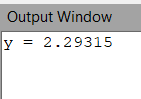 Output Window
y = 2.29315